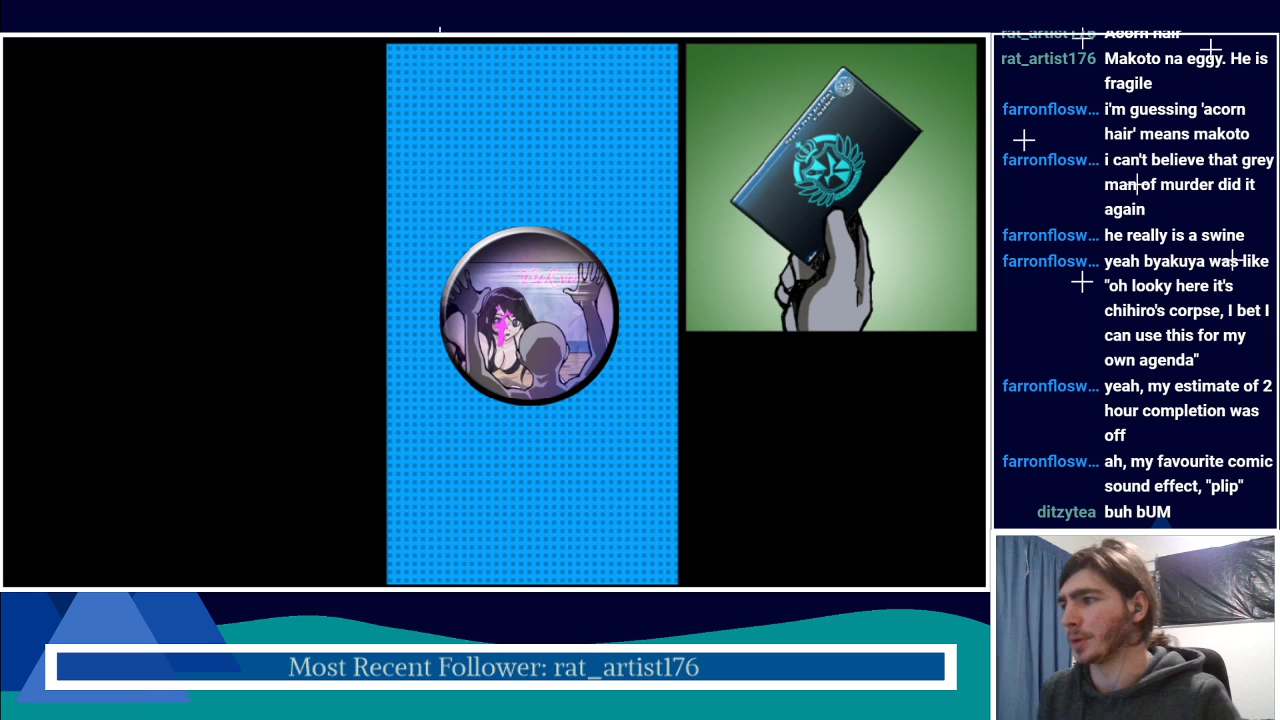 rat_artist176 Acorn hair
rat_artist176 Makoto na eggy. He is
fragile
farronflosw... i'm guessing 'acorn
hair' means makoto
farronflosw... i can't believe that grey
man of murder did it
again
farronflosw... he really is a swine
farronflosw... yeah byakuya was like
"oh looky here it's
chihiro's corpse, I bet I
can use this for my
own agenda"
farronflosw... yeah, my estimate of 2
hour completion was
off
farronflosw... ah, my favourite comic
sound effect, "plip"
ditzytea buh bUM
Most Recent Follower: rat_artist176